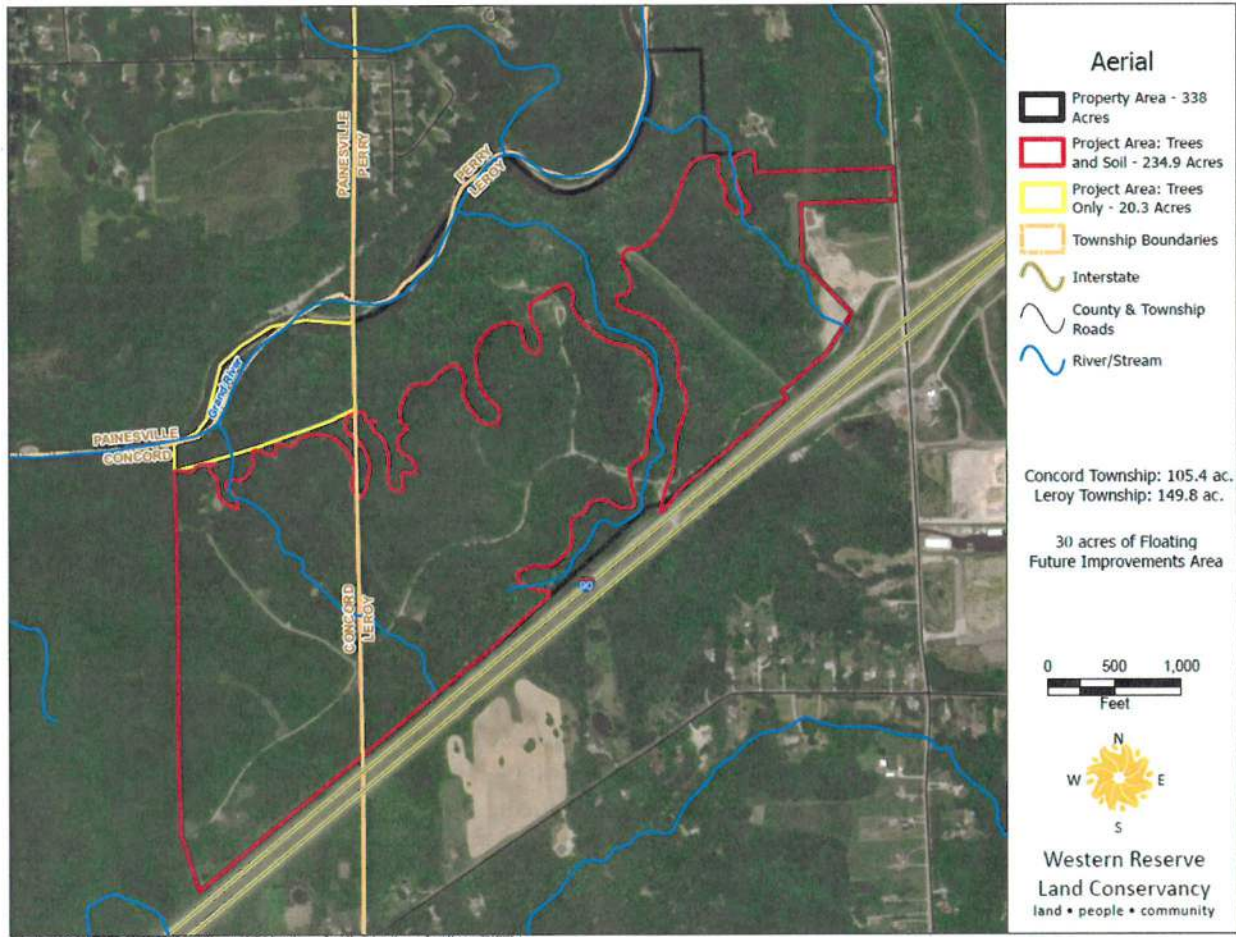 PAINESVILLE
PERRY
PERRY
LEROY
Grand River
PAINESVILLE
CONCORD
CONCORD
LEROY
90
Aerial
Property Area - 338
Acres
Project Area: Trees
and Soil - 234.9 Acres
Project Area: Trees
Only - 20.3 Acres
Township Boundaries
Interstate
County & Township
Roads
River/Stream
Concord Township: 105.4 ac.
Leroy Township: 149.8 ac.
30 acres of Floating
Future Improvements Area
0 500 1,000
Feet
N
W E
S
Western Reserve
Land Conservancy
land • people • community